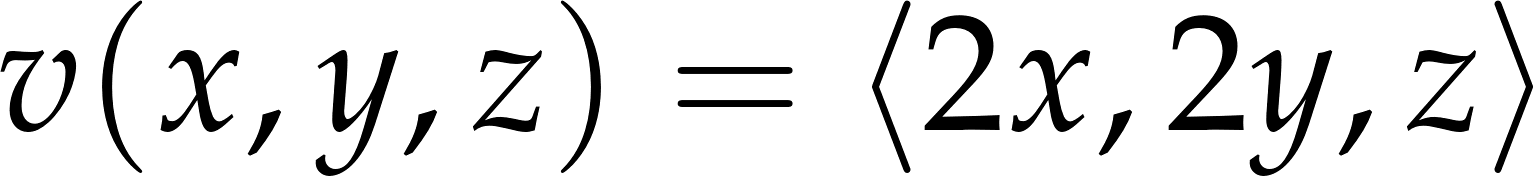 v(x, y, z) = ⟨2x, 2y, z⟩